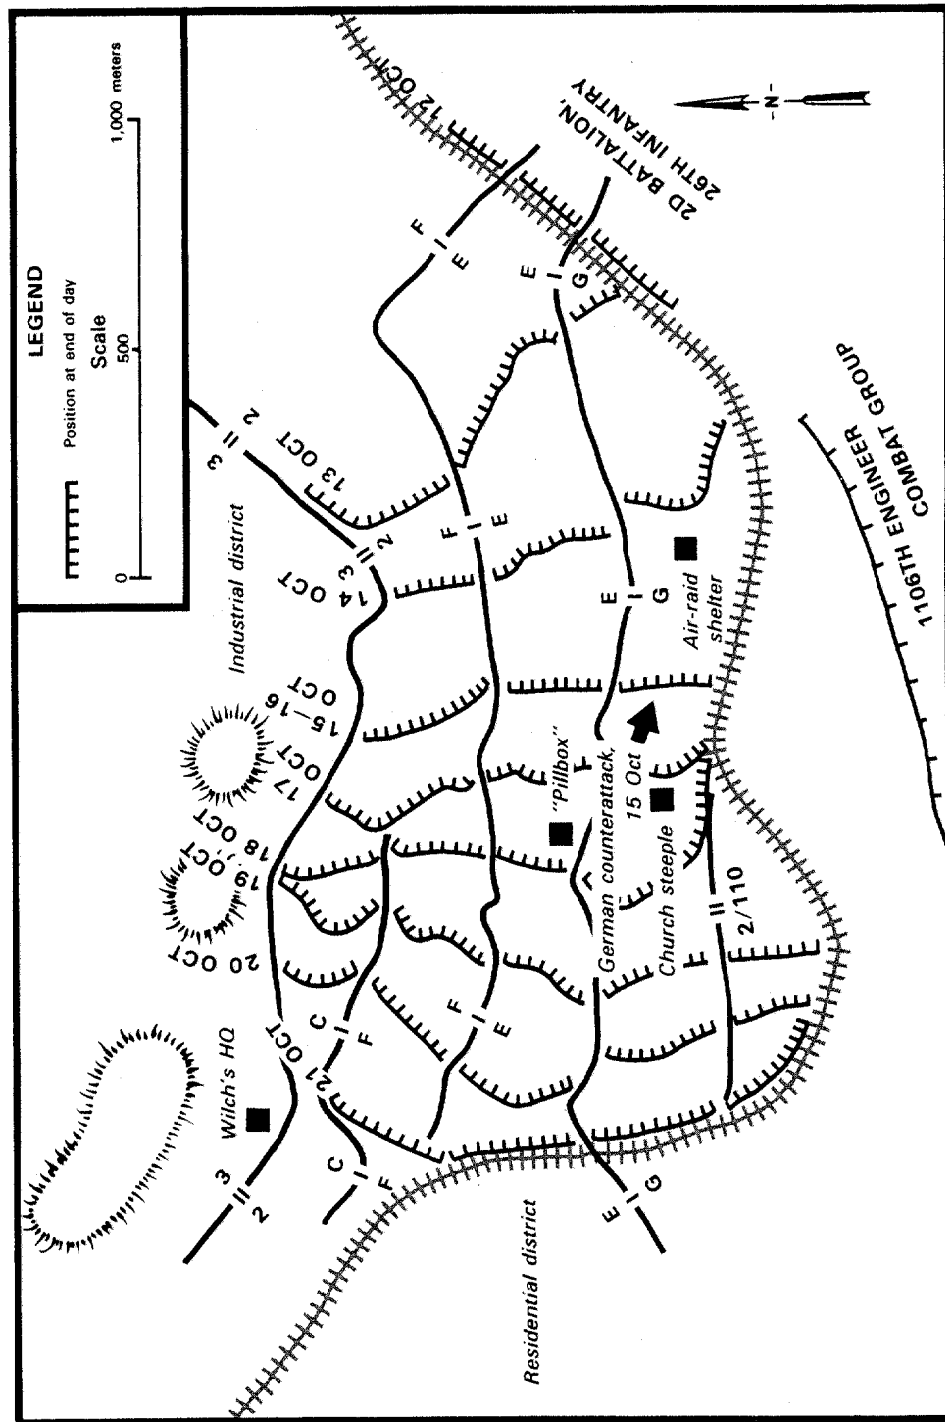 LEGEND
Position at end of day
Scale
0 500 1,000 meters
-N-
12 OCT
2D BATTALION,
26TH INFANTRY
F
E
E
G
3
2
13 OCT
Industrial district
3
2
14 OCT
F
E
E
G
Air-raid
shelter
1106TH ENGINEER
COMBAT GROUP
15–16
OCT
17
OCT
"Pillbox"
German counterattack,
15 Oct
Church steeple
18 OCT
19 OCT
20 OCT
2/110
21 OCT
C
F
F
E
Wilch's HQ
3
2
C
F
E
G
Residential district